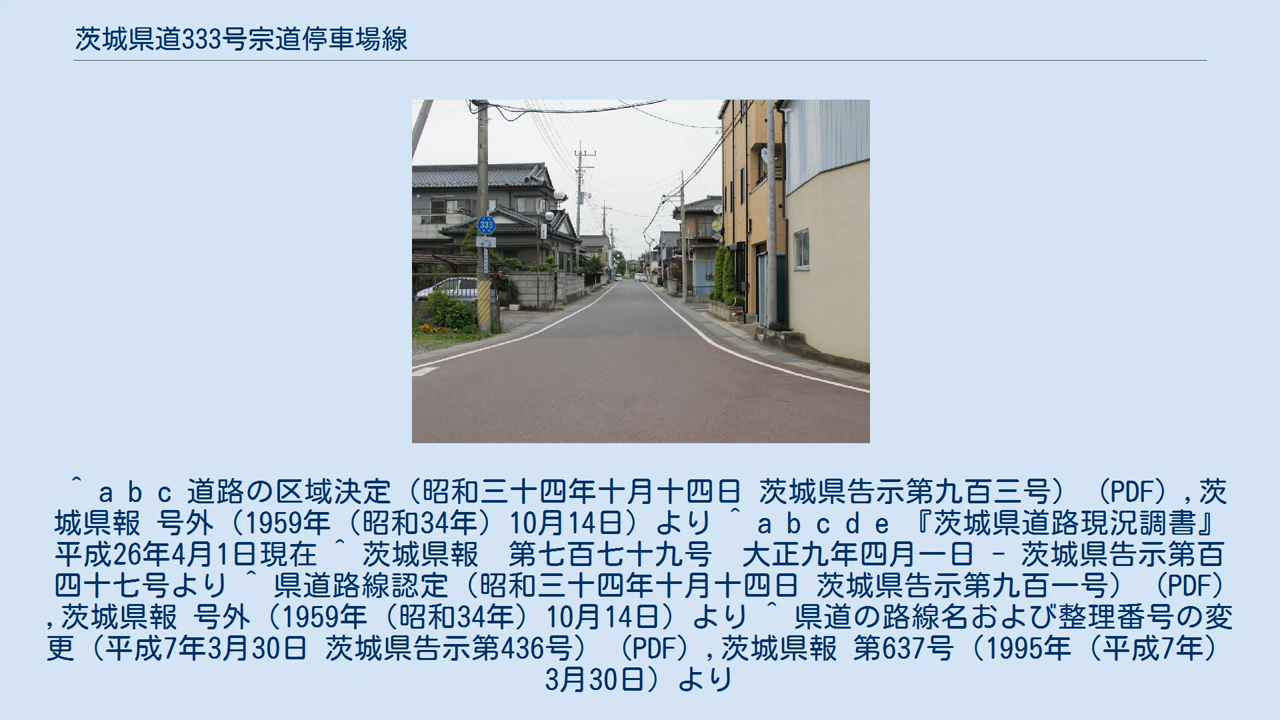 茨城県道333号宗道停車場線
333
^ a b c 道路の区域決定（昭和三十四年十月十四日 茨城県告示第九百三号）（PDF）,茨
城県報 号外（1959年（昭和34年）10月14日）より ^ a b c d e 『茨城県道路現況調書』
平成26年4月1日現在 ^ 茨城県報　第七百七十九号　大正九年四月一日 - 茨城県告示第百
四十七号より ^ 県道路線認定（昭和三十四年十月十四日 茨城県告示第九百一号）（PDF）
,茨城県報 号外（1959年（昭和34年）10月14日）より ^ 県道の路線名および整理番号の変
更（平成7年3月30日 茨城県告示第436号）（PDF）,茨城県報 第637号（1995年（平成7年）
3月30日）より